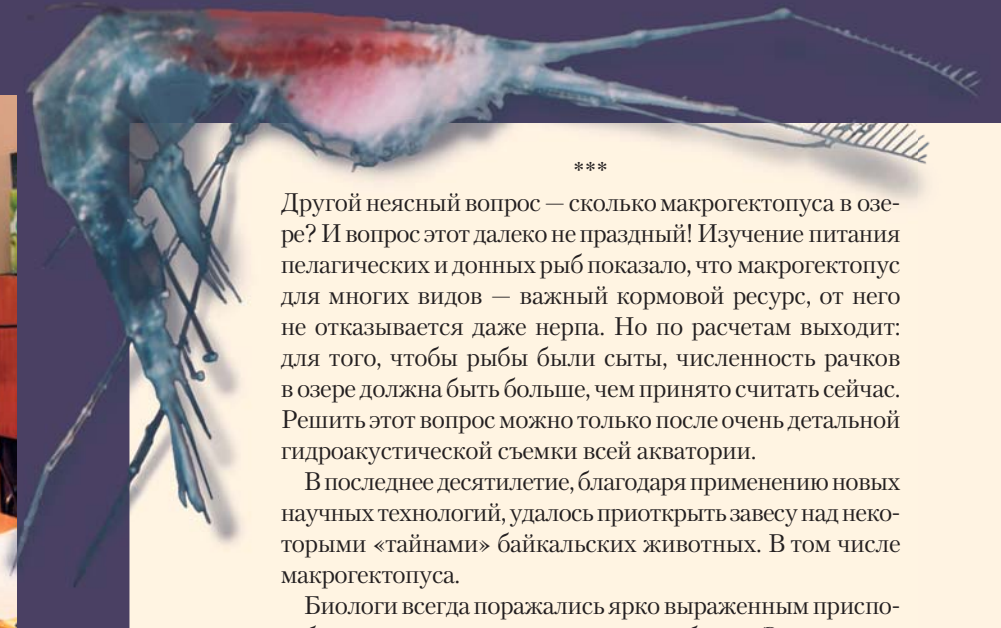 ***
Другой неясный вопрос — сколько макрогектопуса в озе-
ре? И вопрос этот далеко не праздный! Изучение питания
пелагических и донных рыб показало, что макрогектопус
для многих видов — важный кормовой ресурс, от него
не отказывается даже нерпа. Но по расчетам выходит:
для того, чтобы рыбы были сыты, численность рачков
в озере должна быть больше, чем принято считать сейчас.
Решить этот вопрос можно только после очень детальной
гидроакустической съемки всей акватории.
В последнее десятилетие, благодаря применению новых
научных технологий, удалось приоткрыть завесу над неко-
торыми «тайнами» байкальских животных. В том числе
макрогектопуса.
Биологи всегда поражались ярко выраженным приспо-